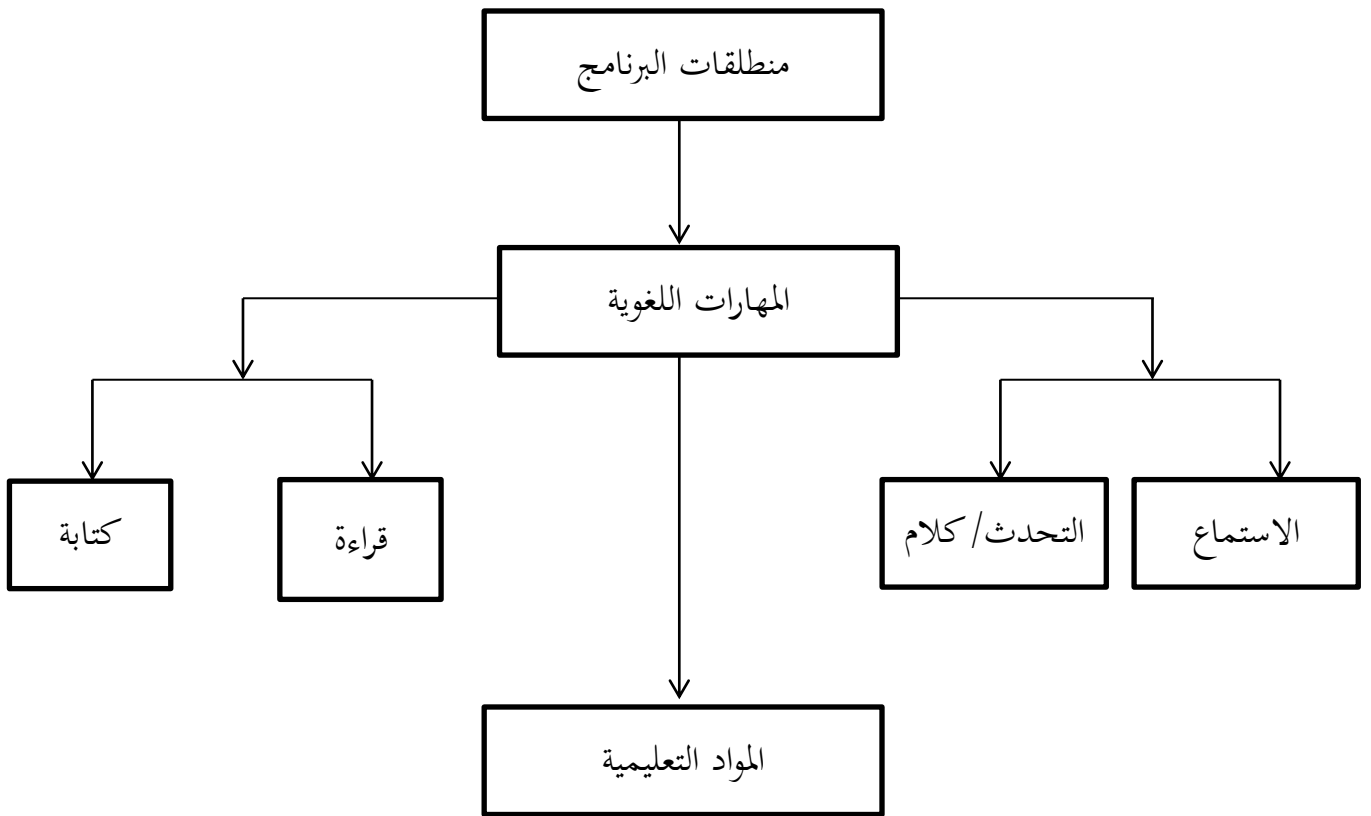 منطلقات البرنامج
المهارات اللغوية
الاستماع
التحدث/كلام
قراءة
كتابة
المواد التعليمية